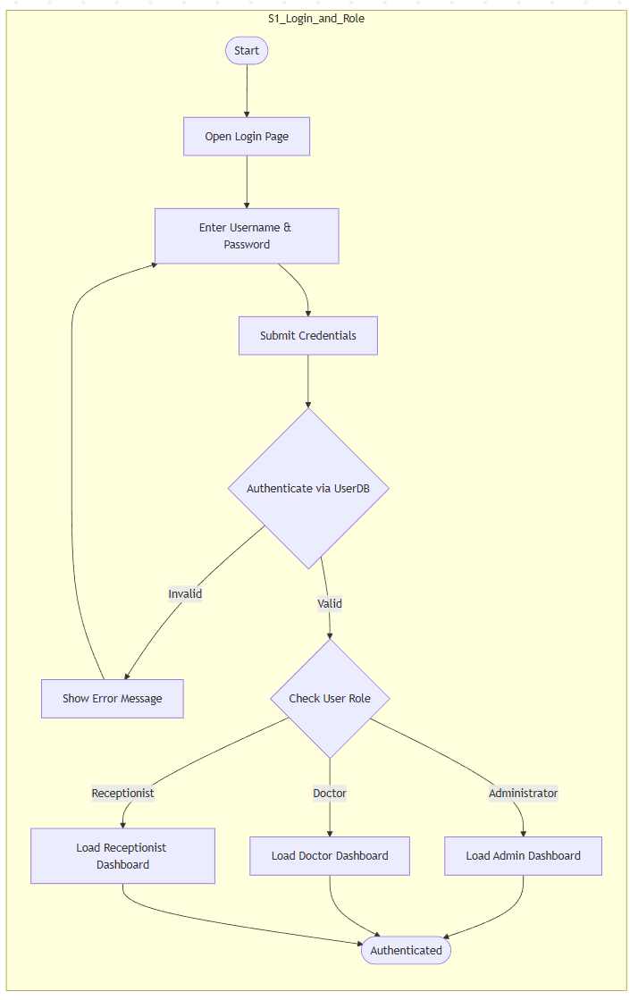 S1_Login_and_Role
Start
Open Login Page
Enter Username &
Password
Submit Credentials
Authenticate via UserDB
Invalid
Valid
Show Error Message
Check User Role
Receptionist
Doctor
Administrator
Load Receptionist
Dashboard
Load Doctor Dashboard
Load Admin Dashboard
Authenticated